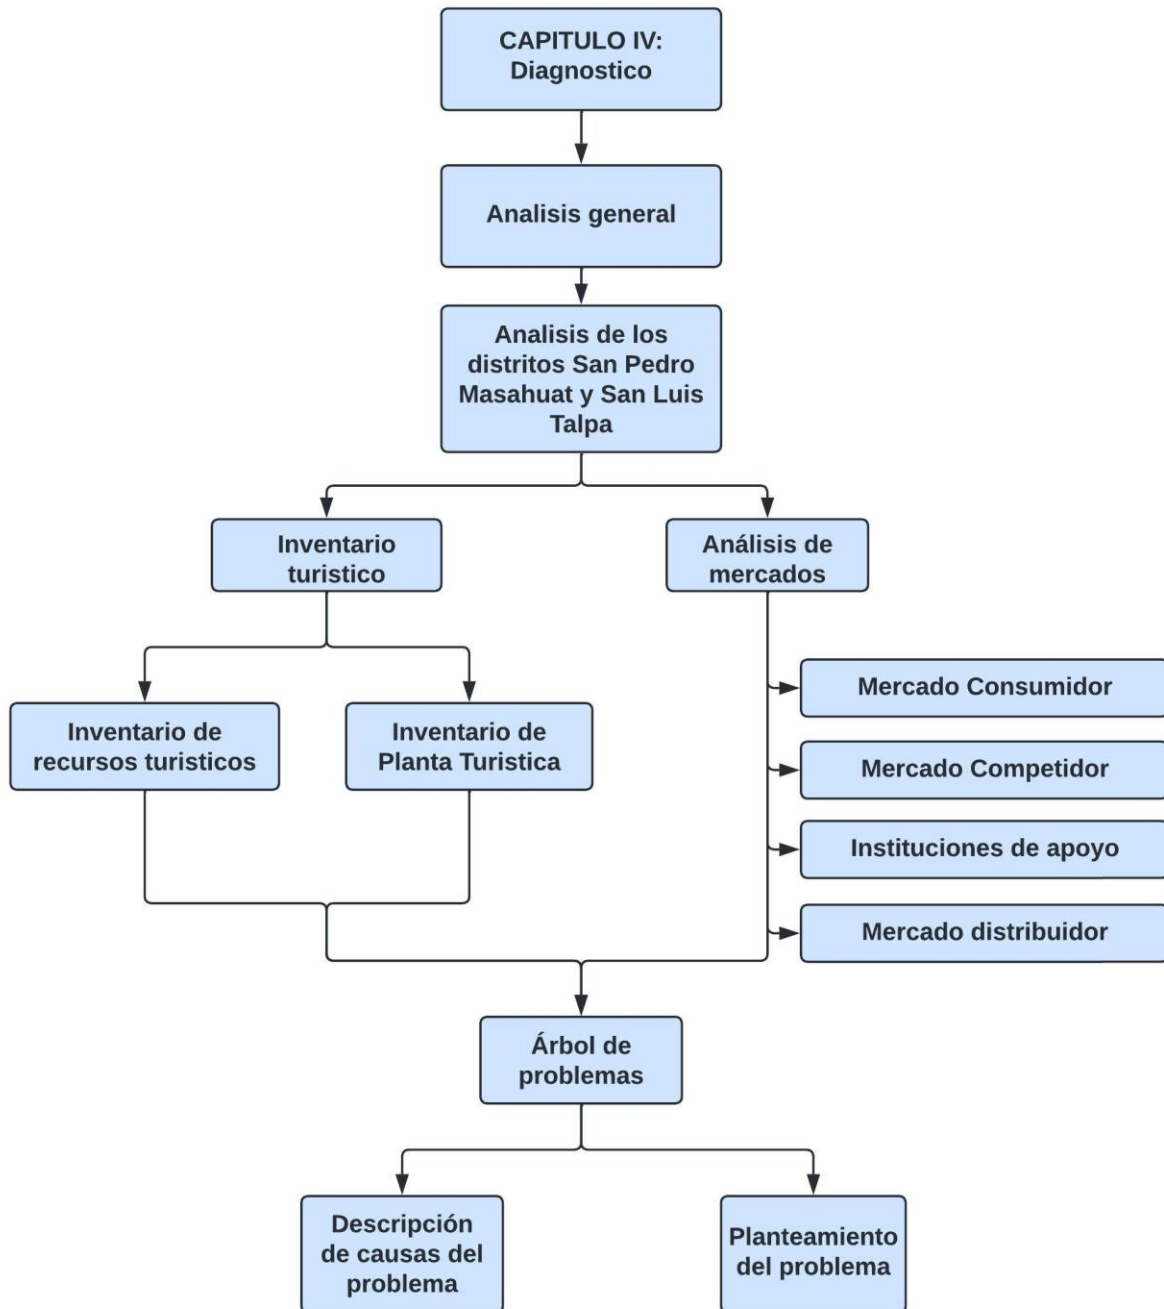 CAPITULO IV:
Diagnostico
Analisis general
Analisis de los
distritos San Pedro
Masahuat y San Luis
Talpa
Inventario
turistico
Análisis de
mercados
Inventario de
recursos turisticos
Inventario de
Planta Turistica
Mercado Consumidor
Mercado Competidor
Instituciones de apoyo
Mercado distribuidor
Árbol de
problemas
Descripción
de causas del
problema
Planteamiento
del problema